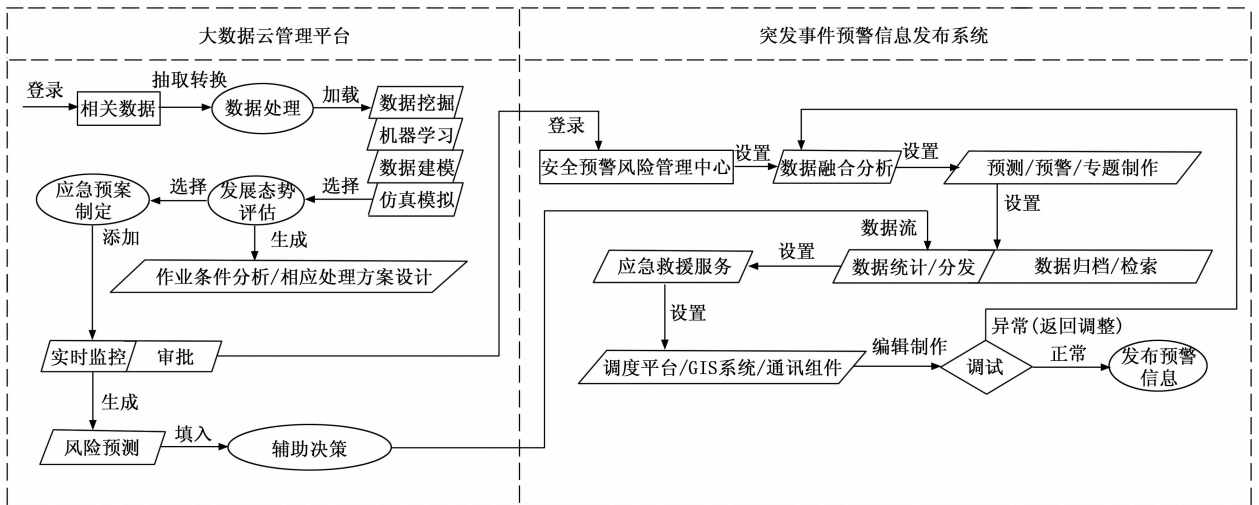 大数据云管理平台
突发事件预警信息发布系统
登录
相关数据
抽取转换
数据处理
加载
数据挖掘
机器学习
数据建模
仿真模拟
选择
发展态势
评估
选择
应急预案
制定
生成
作业条件分析/相应处理方案设计
添加
实时监控
审批
生成
风险预测
填入
辅助决策
登录
安全预警风险管理中心
设置
数据融合分析
设置
预测/预警/专题制作
设置
数据流
数据统计/分发
数据归档/检索
设置
应急救援服务
设置
调度平台/GIS系统/通讯组件
编辑制作
调试
异常(返回调整)
正常
发布预警
信息